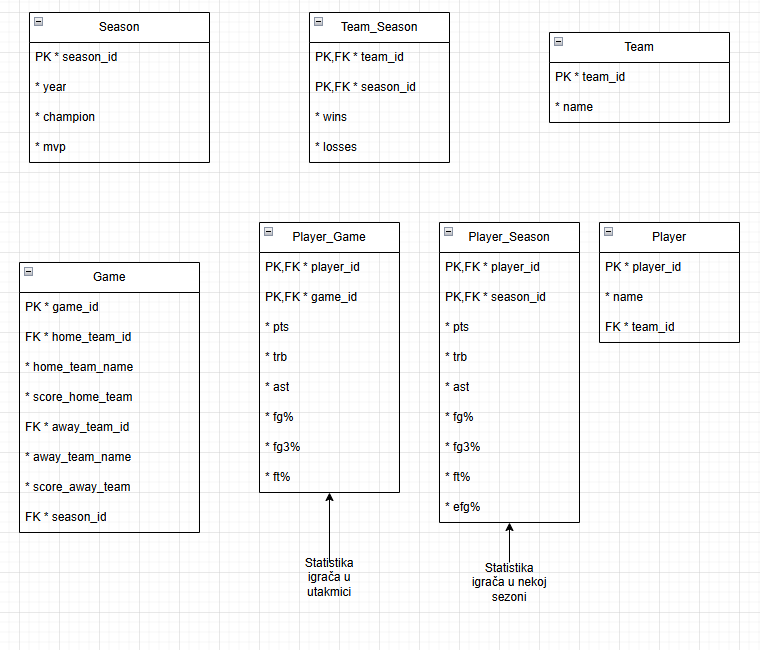 Season
PK * season_id
* year
* champion
* mvp
Team_Season
PK,FK * team_id
PK,FK * season_id
* wins
* losses
Team
PK * team_id
* name
Game
PK * game_id
FK * home_team_id
* home_team_name
* score_home_team
FK * away_team_id
* away_team_name
* score_away_team
FK * season_id
Player_Game
PK,FK * player_id
PK,FK * game_id
* pts
* trb
* ast
* fg%
* fg3%
* ft%
Statistika
igrača u
utakmici
Player_Season
PK,FK * player_id
PK,FK * season_id
* pts
* trb
* ast
* fg%
* fg3%
* ft%
* efg%
Statistika
igrača u nekoj
sezoni
Player
PK * player_id
* name
FK * team_id